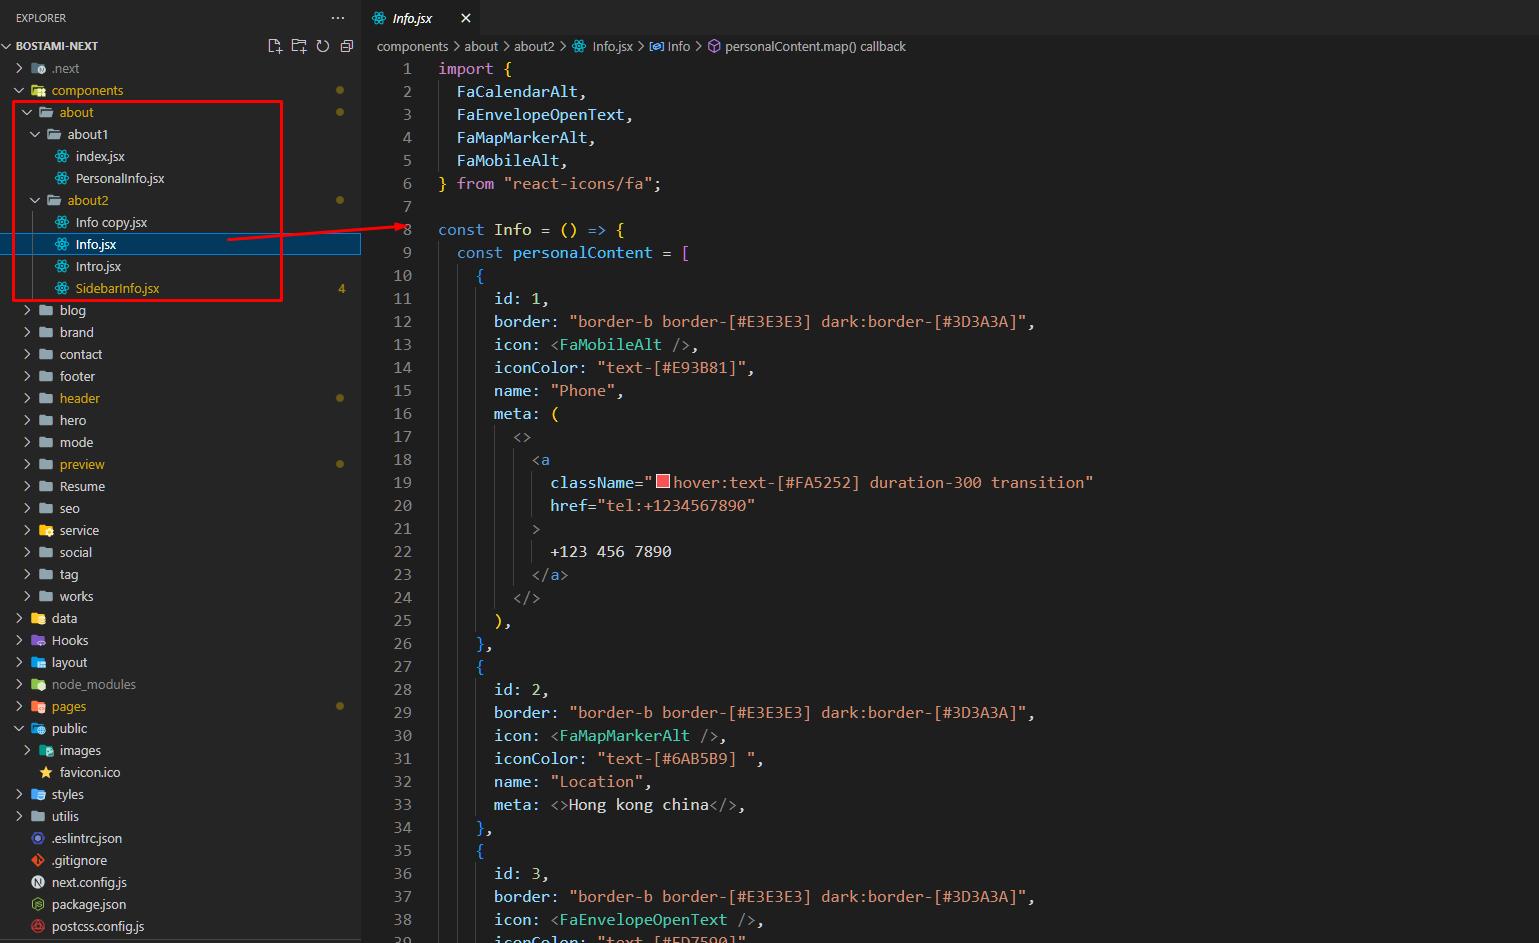 EXPLORER
BOSTAMI-NEXT
.next
components
about
about1
index.jsx
PersonalInfo.jsx
about2
Info copy.jsx
Info.jsx
Intro.jsx
SidebarInfo.jsx 4
blog
brand
contact
footer
header
hero
mode
preview
Resume
seo
service
social
tag
works
data
Hooks
layout
node_modules
pages
public
images
favicon.ico
styles
utilis
.eslintrc.json
.gitignore
next.config.js
package.json
postcss.config.js
Info.jsx
components > about > about2 > Info.jsx > Info > personalContent.map() callback
1 import {
2 FaCalendarAlt,
3 FaEnvelopeOpenText,
4 FaMapMarkerAlt,
5 FaMobileAlt,
6 } from "react-icons/fa";
7
8 const Info = () => {
9 const personalContent = [
10 {
11 id: 1,
12 border: "border-b border-[#E3E3E3] dark:border-[#3D3A3A]",
13 icon: <FaMobileAlt />,
14 iconColor: "text-[#E93B81]",
15 name: "Phone",
16 meta: (
17 <>
18 <a
19 className="hover:text-[#FA5252] duration-300 transition"
20 href="tel:+1234567890"
21 >
22 +123 456 7890
23 </a>
24 </>
25 ),
26 },
27 {
28 id: 2,
29 border: "border-b border-[#E3E3E3] dark:border-[#3D3A3A]",
30 icon: <FaMapMarkerAlt />,
31 iconColor: "text-[#6AB5B9] ",
32 name: "Location",
33 meta: <>Hong kong china</>,
34 },
35 {
36 id: 3,
37 border: "border-b border-[#E3E3E3] dark:border-[#3D3A3A]",
38 icon: <FaEnvelopeOpenText />,
39 iconColor: "text-[#FD7590]"